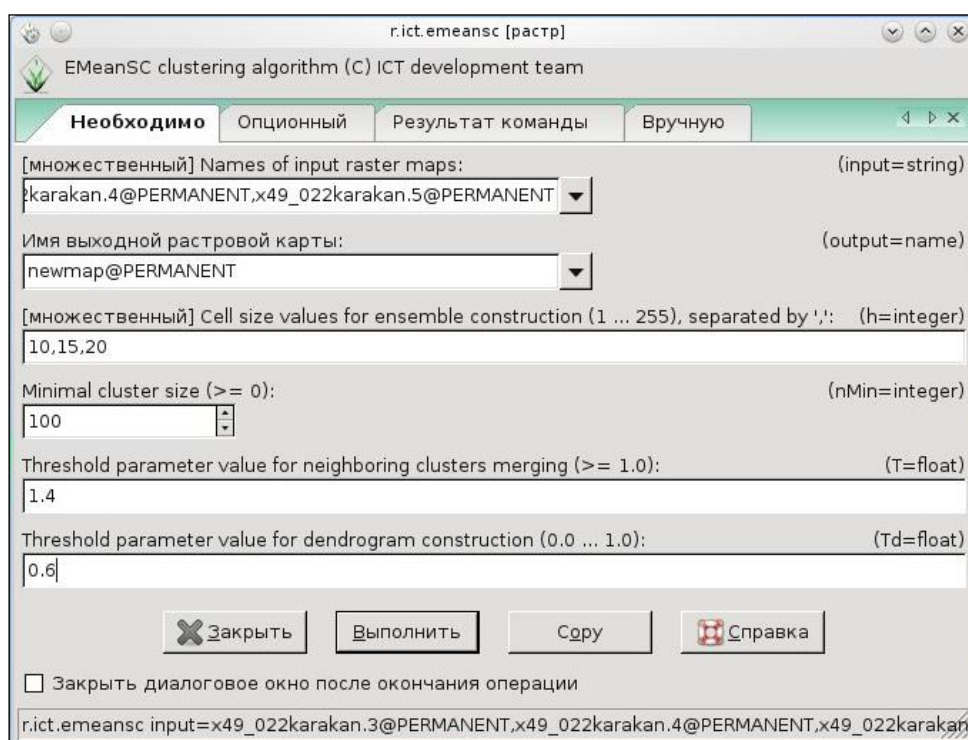 r.ict.emeansc [растр]
EMeanSC clustering algorithm (C) ICT development team
Необходимо Опционный Результат команды Вручную
[множественный] Names of input raster maps: (input=string)
2karakan.4@PERMANENT,x49_022karakan.5@PERMANENT
Имя выходной растровой карты: (output=name)
newmap@PERMANENT
[множественный] Cell size values for ensemble construction (1 ... 255), separated by ',': (h=integer)
10,15,20
Minimal cluster size (>= 0): (nMin=integer)
100
Threshold parameter value for neighboring clusters merging (>= 1.0): (T=float)
1.4
Threshold parameter value for dendrogram construction (0.0 ... 1.0): (Td=float)
0.6
Закрыть Выполнить Copy Справка
Закрыть диалоговое окно после окончания операции
r.ict.emeansc input=x49_022karakan.3@PERMANENT,x49_022karakan.4@PERMANENT,x49_022karakan